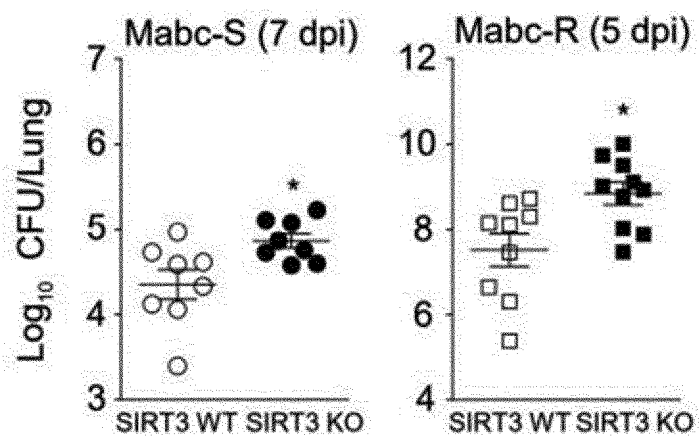 Mabc-S (7 dpi)
Mabc-R (5 dpi)
Log₁₀ CFU/Lung
7
6
5
4
3
*
SIRT3 WT SIRT3 KO
12
10
8
6
4
*
SIRT3 WT SIRT3 KO